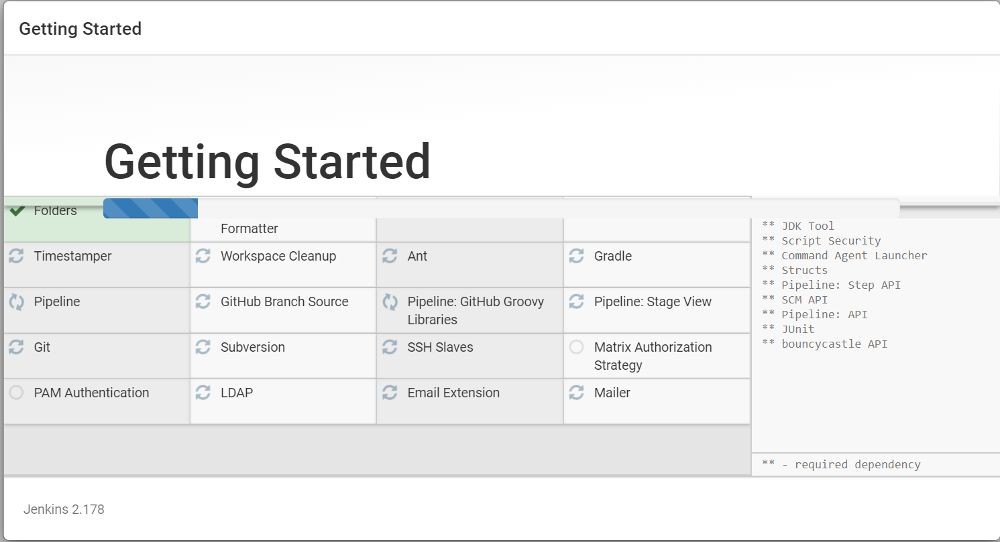 Getting Started
Getting Started
Folders
Formatter
Timestamper
Workspace Cleanup
Ant
Gradle
Pipeline
GitHub Branch Source
Pipeline: GitHub Groovy
Libraries
Pipeline: Stage View
Git
Subversion
SSH Slaves
Matrix Authorization
Strategy
PAM Authentication
LDAP
Email Extension
Mailer
** JDK Tool
** Script Security
** Command Agent Launcher
** Structs
** Pipeline: Step API
** SCM API
** Pipeline: API
** JUnit
** bouncycastle API
** - required dependency
Jenkins 2.178